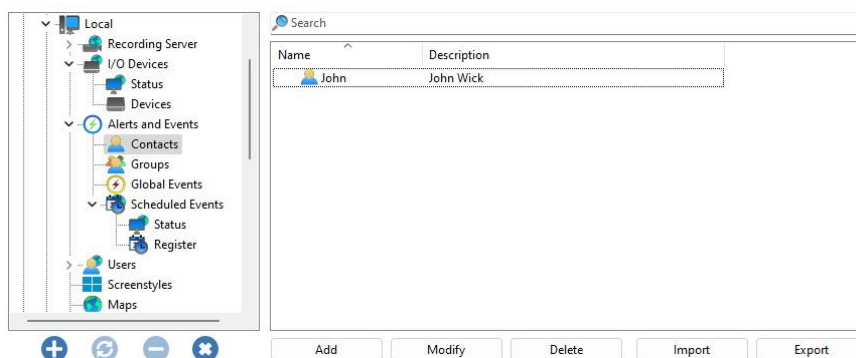 Local
Recording Server
I/O Devices
Status
Devices
Alerts and Events
Contacts
Groups
Global Events
Scheduled Events
Status
Register
Users
Screenstyles
Maps
Search
Name Description
John John Wick
Add Modify Delete Import Export